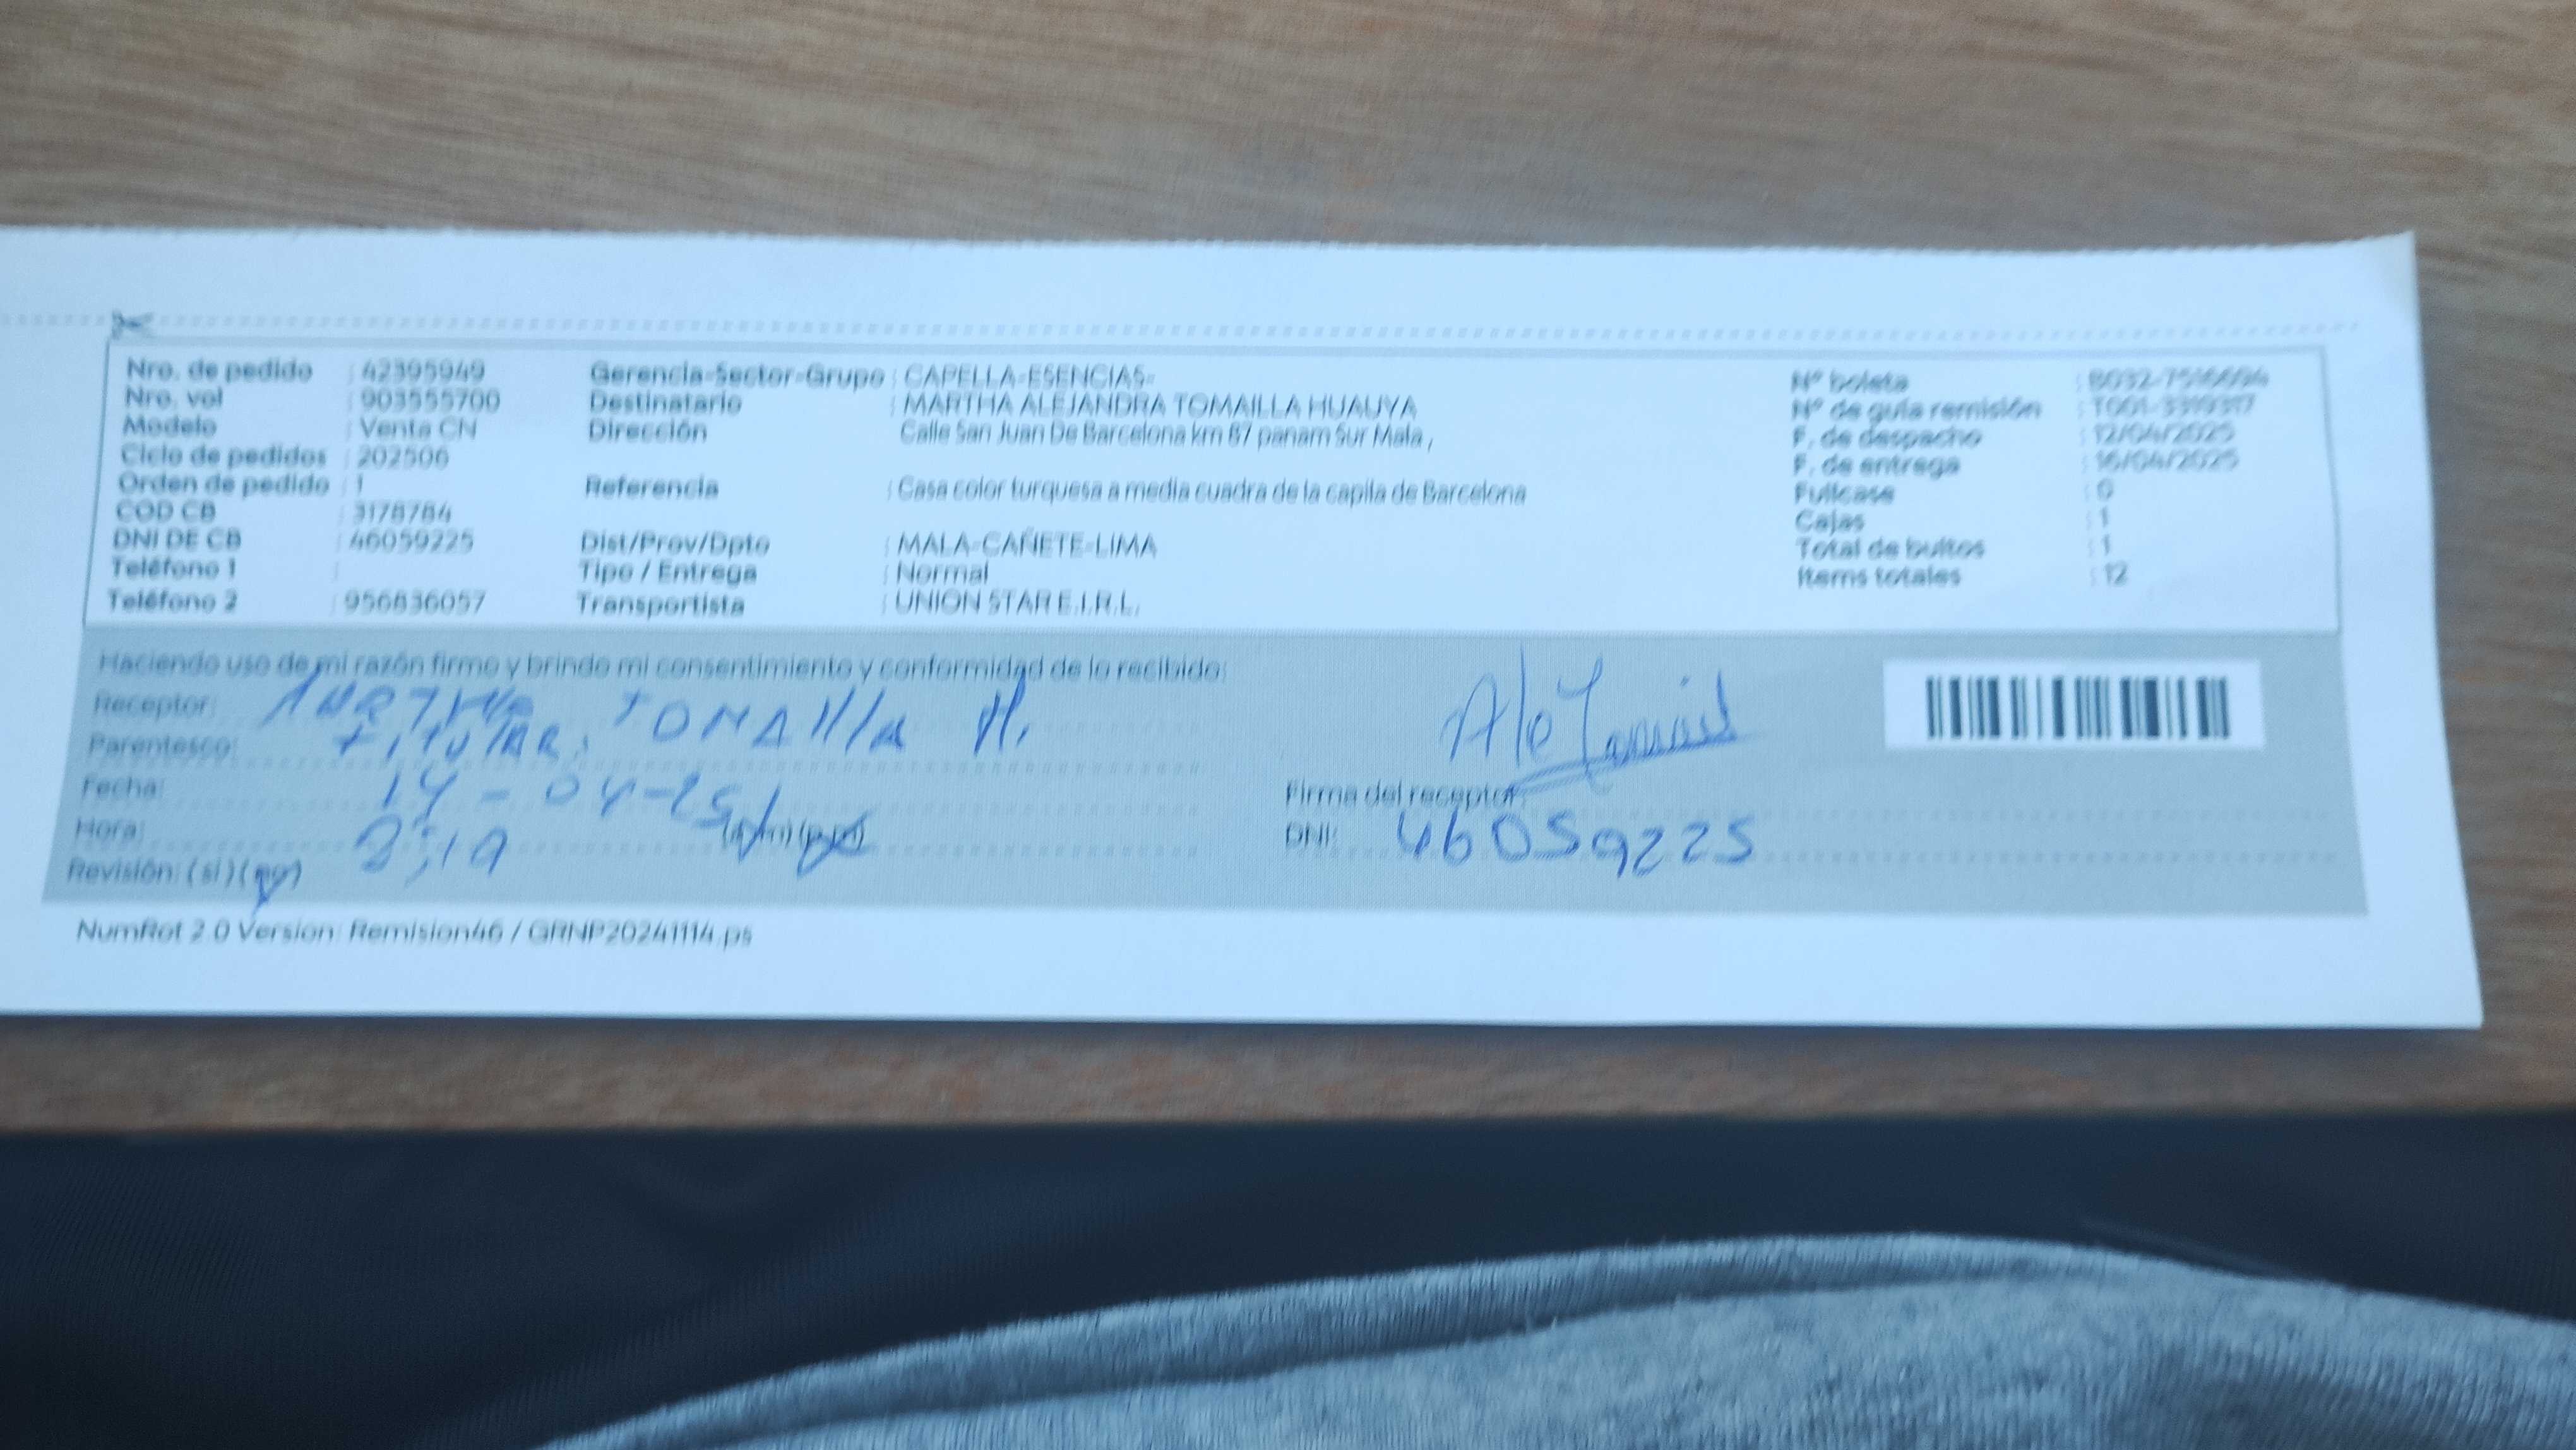 Nro. de pedido : 42395949
Nro. vol : 903555700
Modelo : Venta CN
Ciclo de pedidos : 202506
Orden de pedido : 1
COD CB : 3178784
DNI DE CB : 46059225
Teléfono 1 :
Teléfono 2 : 956836057
Gerencia-Sector-Grupo : CAPELLA-ESENCIAS-
Destinatario : MARTHA ALEJANDRA TOMAILLA HUAUYA
Dirección Calle San Juan De Barcelona km 87 panam Sur Mala ,
Referencia : Casa color turquesa a media cuadra de la capila de Barcelona
Dist/Prov/Dpto : MALA-CAÑETE-LIMA
Tipo / Entrega : Normal
Transportista : UNION STAR E.I.R.L.
N° boleta :
N° de guía remisión :
F. de despacho : 12/04/2025
F. de entrega : 16/04/2025
Fullcase : 0
Cajas : 1
Total de bultos : 1
Items totales : 12
Haciendo uso de mi razón firmo y brindo mi consentimiento y conformidad de lo recibido:
Receptor: MARTHA TOMAIlla H.
Parentesco: TITULAR.
Fecha: 14 - 04-25
Hora: 8:19 (a.m) (p.m)
Revisión: (si) (no)
Firma del receptor:
DNI: 46059225
NumRot 2.0 Version: Remision46 / GRNP20241114.ps